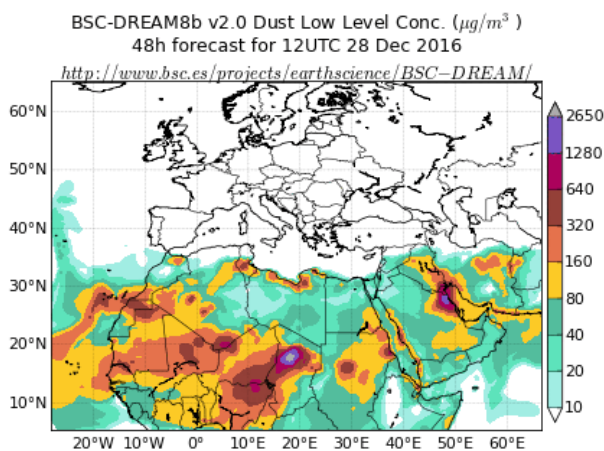 BSC-DREAM8b v2.0 Dust Low Level Conc. (μg/m³ )
48h forecast for 12UTC 28 Dec 2016
http://www.bsc.es/projects/earthscience/BSC−DREAM/
60°N
50°N
40°N
30°N
20°N
10°N
20°W 10°W 0° 10°E 20°E 30°E 40°E 50°E 60°E
2650
1280
640
320
160
80
40
20
10